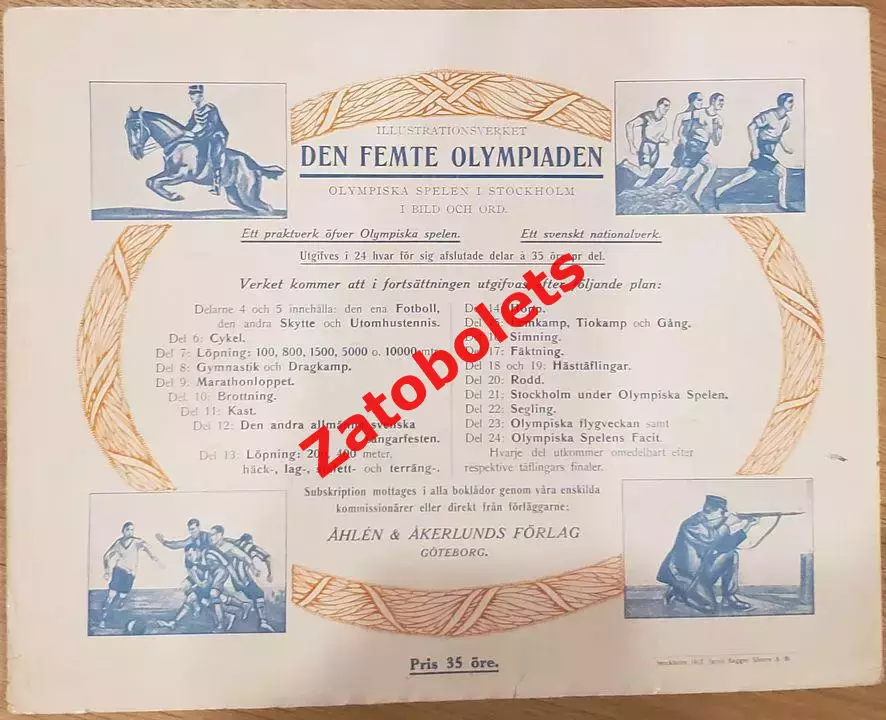 ILLUSTRATIONSVERKET
DEN FEMTE OLYMPIADEN
OLYMPISKA SPELEN I STOCKHOLM
I BILD OCH ORD.
Ett praktverk öfver Olympiska spelen. Ett svenskt nationalverk.
Utgifves i 24 hvar för sig afslutade delar à 35 öre pr del.
Verket kommer att i fortsättningen utgifvas efter följande plan:
Delarne 4 och 5 innehålla: den ena Fotboll,
den andra Skytte och Utomhustennis.
Del 6: Cykel.
Del 7: Löpning: 100, 800, 1500, 5000 o. 10000 mtr.
Del 8: Gymnastik och Dragkamp.
Del 9. Marathonloppet.
Del 10: Brottning.
Del 11: Kast.
Del 12: Den andra allmänna svenska
sångarfesten.
Del 13: Löpning: 200, 400 meter,
häck-, lag-, stafett- och terräng-.
Del 14: Hopp.
Del 15: Femkamp, Tiokamp och Gång.
Del 16: Simning.
Del 17: Fäktning.
Del 18 och 19: Hästtäflingar.
Del 20: Rodd.
Del 21: Stockholm under Olympiska Spelen.
Del 22: Segling.
Del 23: Olympiska flygveckan samt
Del 24: Olympiska Spelens Facit.
Hvarje del utkommer omedelbart efter
respektive täflingars finaler.
Subskription mottages i alla boklådor genom våra enskilda
kommissionärer eller direkt från förläggarne:
ÅHLÉN & ÅKERLUNDS FÖRLAG
GÖTEBORG.
Pris 35 öre.
Zatobolets